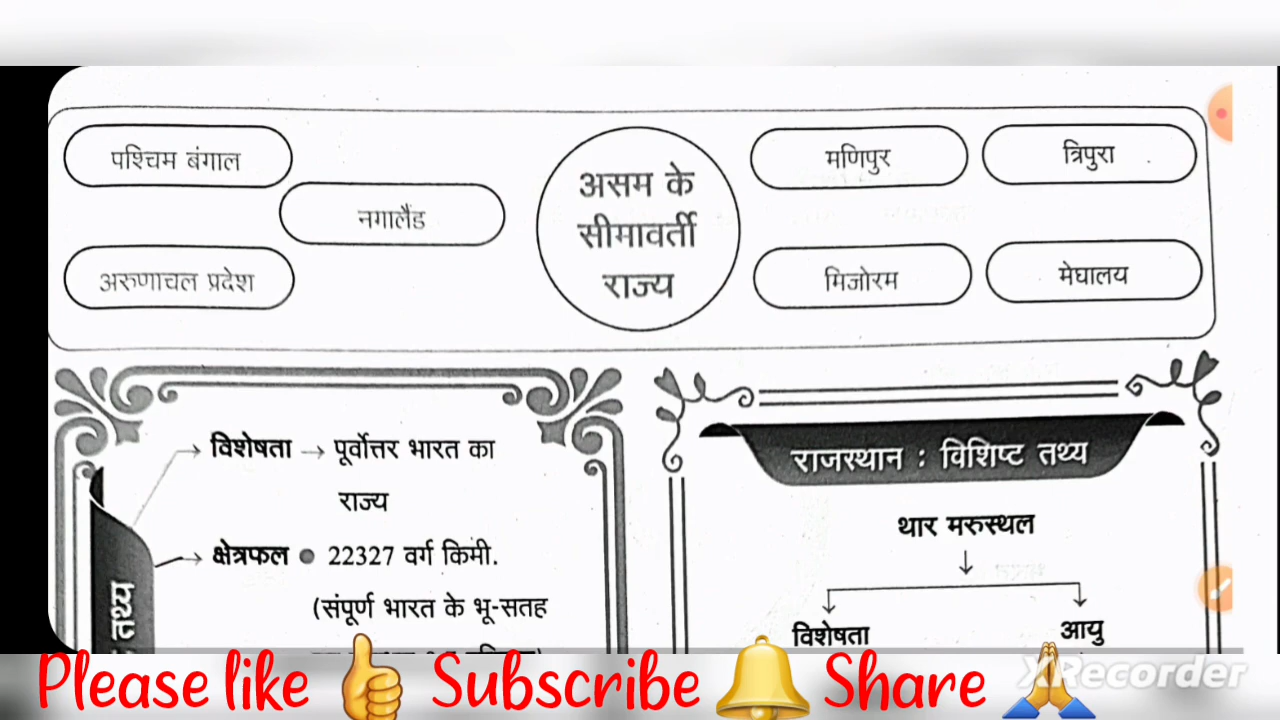 पश्चिम बंगाल
नगालैंड
अरुणाचल प्रदेश
असम के
सीमावर्ती
राज्य
मणिपुर
त्रिपुरा
मिजोरम
मेघालय
विशेषता → पूर्वोत्तर भारत का
राज्य
क्षेत्रफल ● 22327 वर्ग किमी.
(संपूर्ण भारत के भू-सतह
तथ्य
राजस्थान : विशिष्ट तथ्य
थार मरुस्थल
विशेषता
आयु
Please like 👍 Subscribe 🔔 Share 🙏
XRecorder